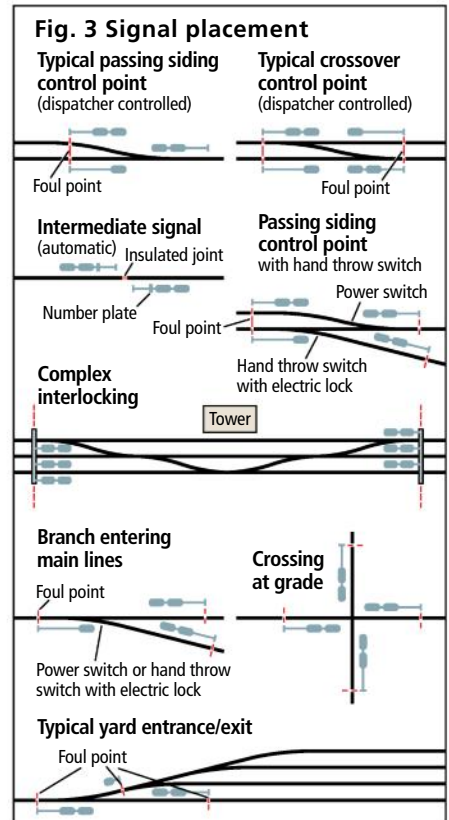 Fig. 3 Signal placement
Typical passing siding
control point
(dispatcher controlled)
Foul point
Typical crossover
control point
(dispatcher controlled)
Foul point
Intermediate signal
(automatic)
Insulated joint
Number plate
Passing siding
control point
with hand throw switch
Power switch
Foul point
Hand throw switch
with electric lock
Complex
interlocking
Tower
Branch entering
main lines
Foul point
Power switch or hand throw
switch with electric lock
Crossing
at grade
Typical yard entrance/exit
Foul point